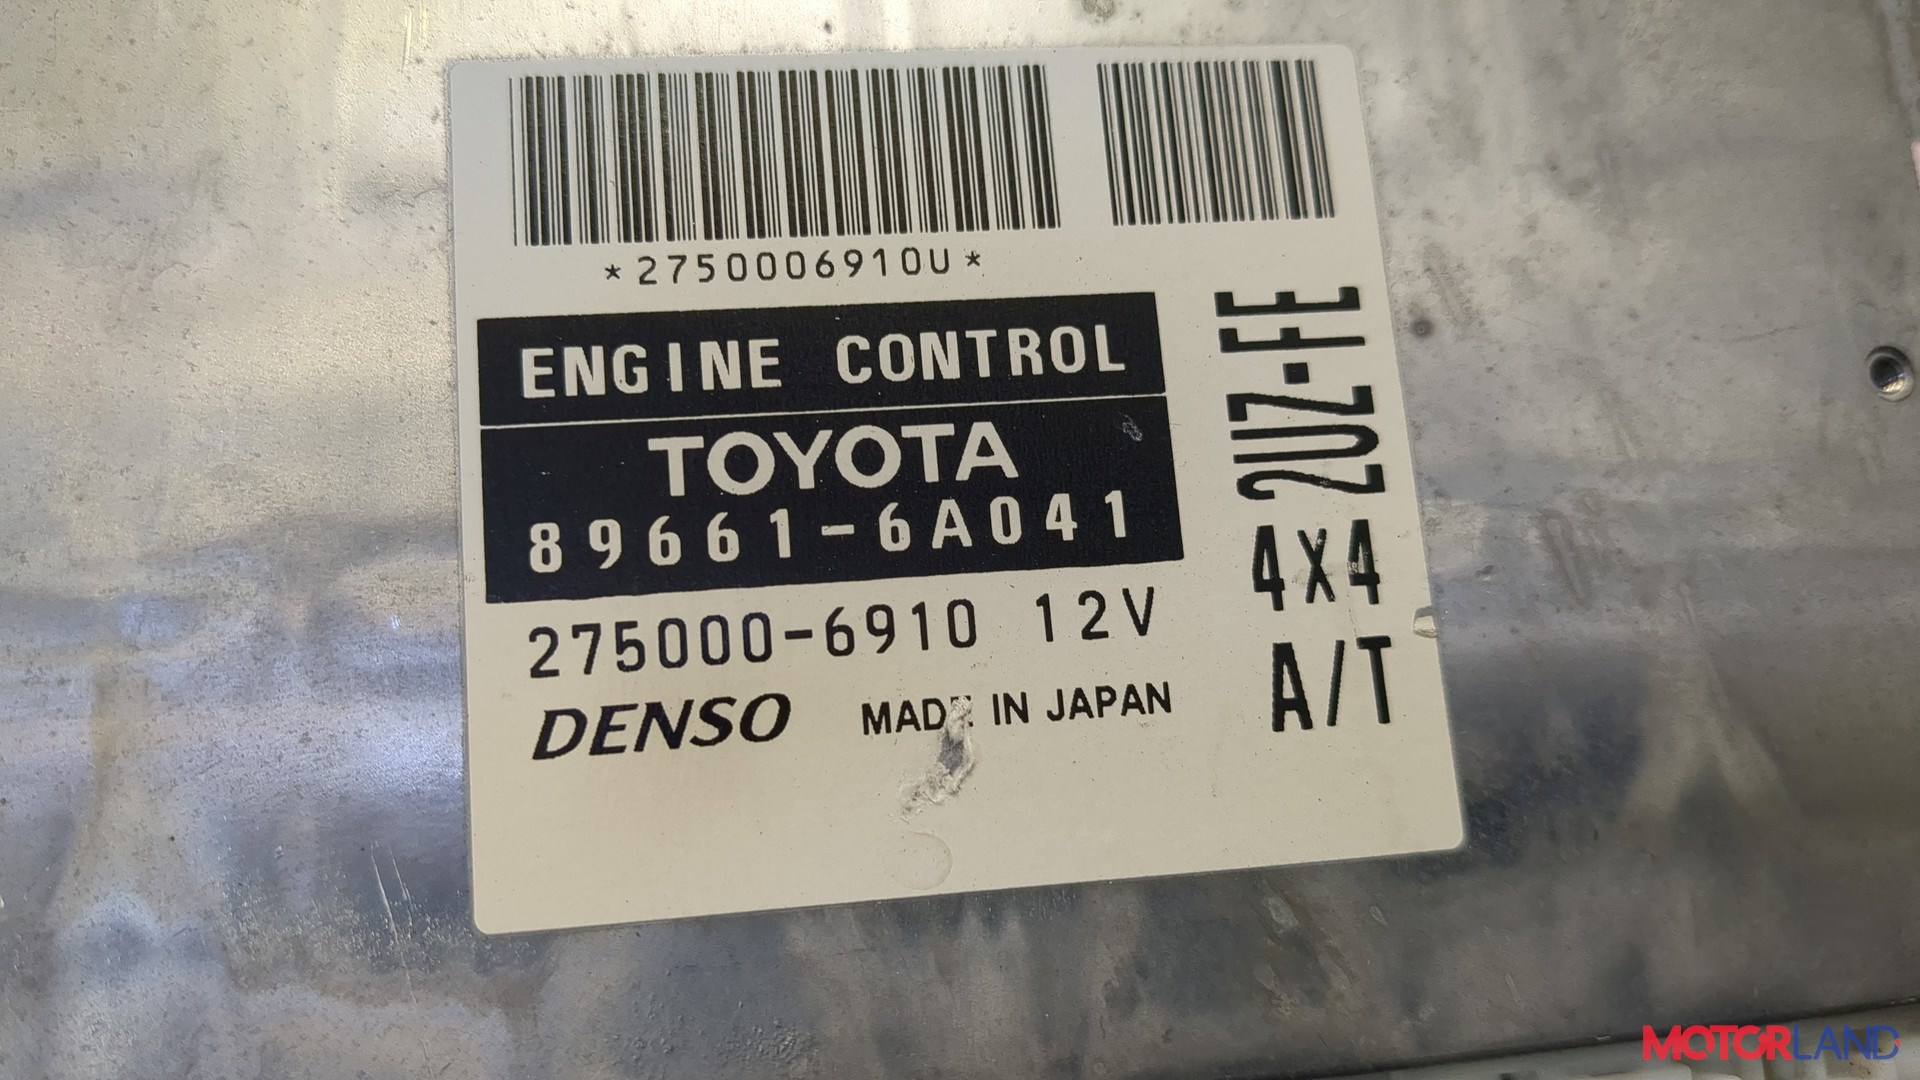 *2750006910U*
ENGINE CONTROL
TOYOTA
89661-6A041
275000-6910 12V
DENSO MADE IN JAPAN
2UZ-FE
4X4
A/T
MOTORLAND